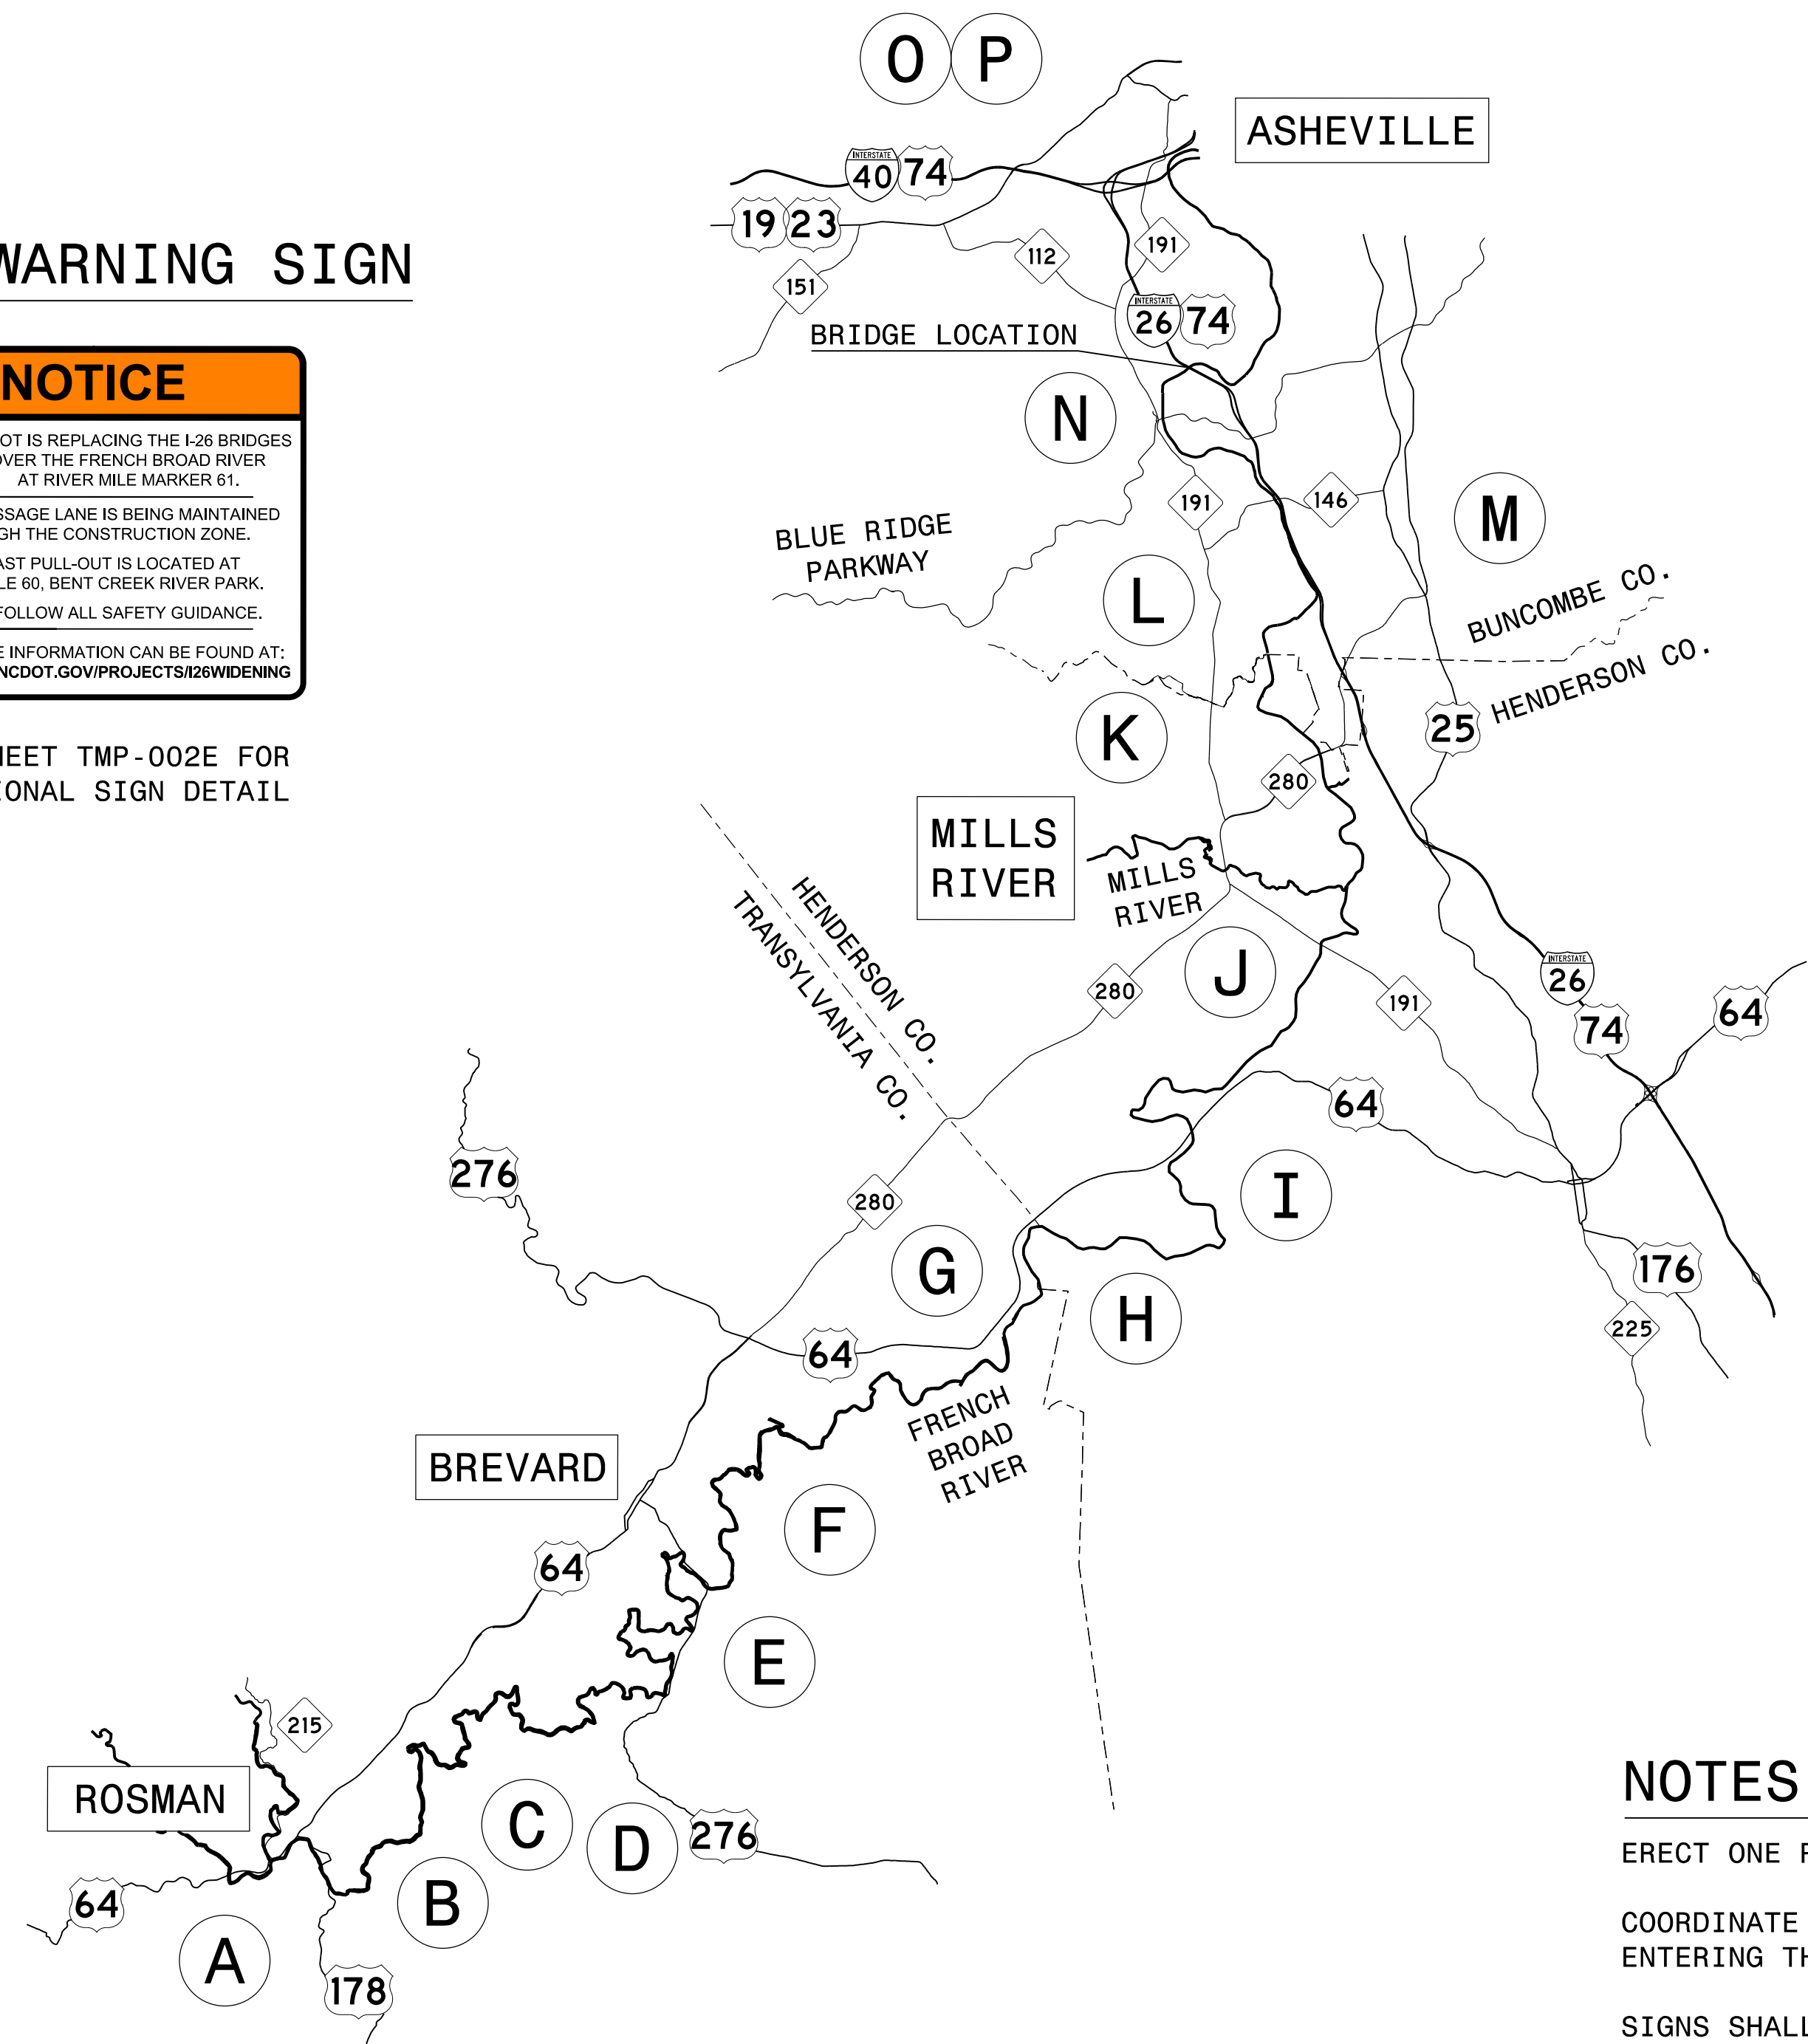 WARNING SIGN
NOTICE
OT IS REPLACING THE I-26 BRIDGES
OVER THE FRENCH BROAD RIVER
AT RIVER MILE MARKER 61.
SSAGE LANE IS BEING MAINTAINED
GH THE CONSTRUCTION ZONE.
AST PULL-OUT IS LOCATED AT
LE 60, BENT CREEK RIVER PARK.
FOLLOW ALL SAFETY GUIDANCE.
E INFORMATION CAN BE FOUND AT:
NCDOT.GOV/PROJECTS/I26WIDENING
HEET TMP-002E FOR
IONAL SIGN DETAIL
O P
ASHEVILLE
INTERSTATE
40 74
19 23
151
112
191
INTERSTATE
26 74
BRIDGE LOCATION
N
191
146
M
BLUE RIDGE
PARKWAY
L
BUNCOMBE CO.
HENDERSON CO.
K
25
280
MILLS
RIVER
MILLS
RIVER
HENDERSON CO.
TRANSYLVANIA CO.
J
280
191
INTERSTATE
26
74
64
64
276
280
I
G
H
176
225
64
FRENCH
BROAD
RIVER
BREVARD
F
64
E
215
ROSMAN
C
D
276
B
64
A
178
NOTES
ERECT ONE
COORDINATE
ENTERING
SIGNS